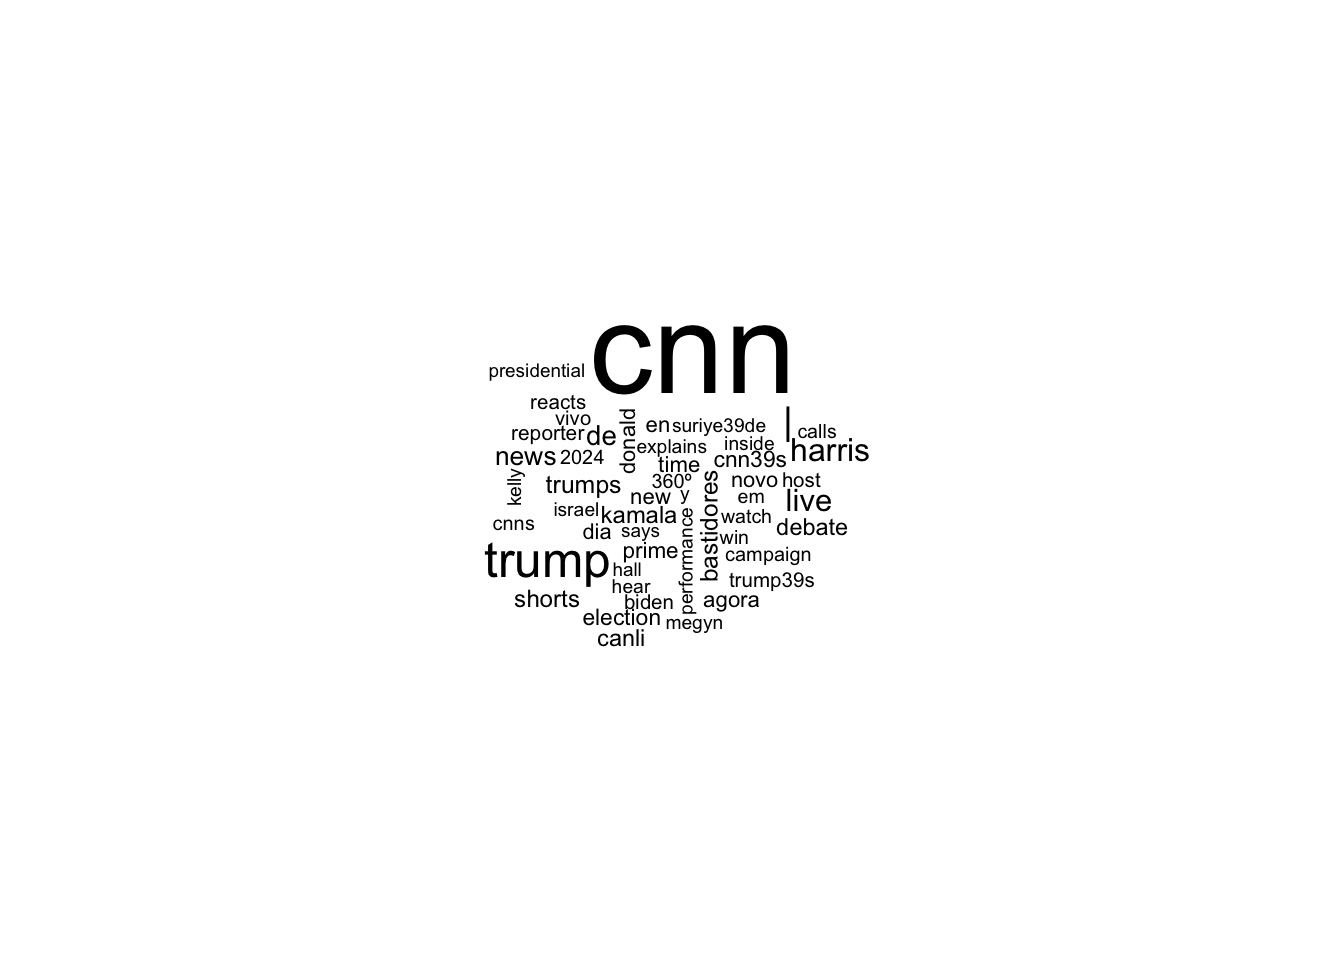 cnn
presidential
reacts
vivo
donald
en
suriye39de
|
calls
reporter
de
explains
inside
harris
news
2024
time
cnn39s
kelly
trumps
360º
bastidores
novo
host
new
y
em
live
israel
kamala
performance
watch
cnns
dia
says
debate
win
prime
campaign
trump
hall
hear
trump39s
shorts
biden
agora
election
megyn
canli